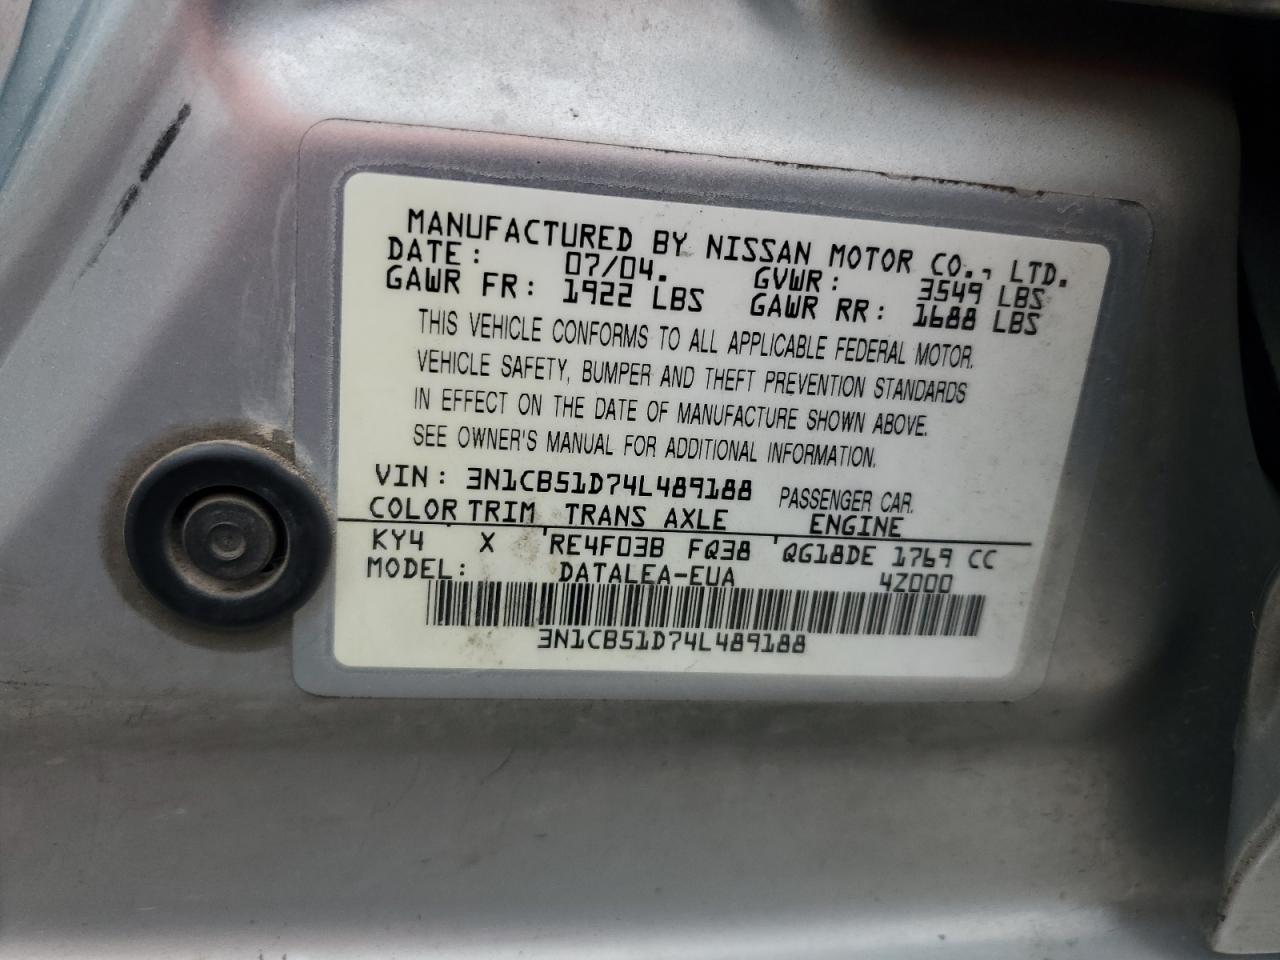 MANUFACTURED BY NISSAN MOTOR CO., LTD.
DATE: 07/04. GVWR: 3549 LBS
GAWR FR: 1922 LBS GAWR RR: 1688 LBS
THIS VEHICLE CONFORMS TO ALL APPLICABLE FEDERAL MOTOR.
VEHICLE SAFETY, BUMPER AND THEFT PREVENTION STANDARDS
IN EFFECT ON THE DATE OF MANUFACTURE SHOWN ABOVE.
SEE OWNER'S MANUAL FOR ADDITIONAL INFORMATION.
VIN: 3N1CB51D74L489188 PASSENGER CAR.
COLOR TRIM TRANS AXLE ENGINE
KY4 X RE4F03B FQ38 QG18DE 1769 CC
MODEL: DATALEA-EUA 4Z000
3N1CB51D74L489188